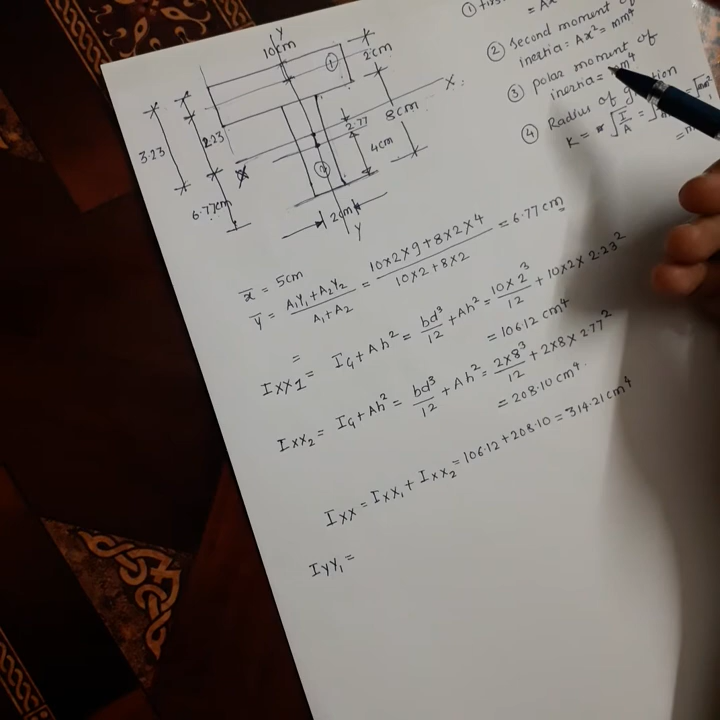 ① first
= Ax
② Second moment of
inertia = Ax² = mm⁴
③ Polar moment of
inertia = mm⁴
④ Radius of gyration
K = √I/A =
Y
10cm
①
2cm
X
8cm
2.77
4cm
②
3.23
2.23
X
6.77cm
2cm
Y
x̅ = 5cm
y̅ = A₁Y₁+A₂Y₂ / A₁+A₂ = 10×2×9+8×2×4 / 10×2+8×2 = 6.77 cm
=
IXX1 = IG+Ah² = bd³/12 + Ah² = 10×2³/12 + 10×2×2.23²
= 106.12 cm⁴
IXX₂ = IG+Ah² = bd³/12 + Ah² = 2×8³/12 + 2×8×2.77²
= 208.10 cm⁴.
IXX = IXX₁ + IXX₂ = 106.12+208.10 = 314.21 cm⁴
IYY₁ =